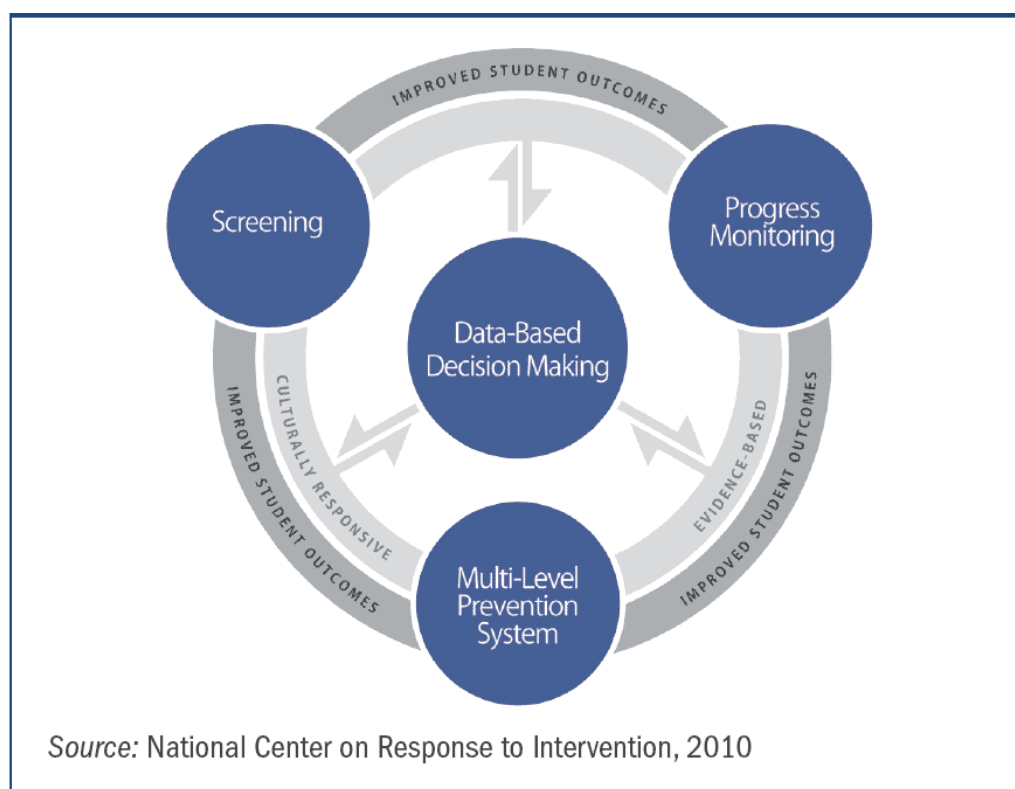 IMPROVED STUDENT OUTCOMES
Screening
Progress
Monitoring
Data-Based
Decision Making
CULTURALLY RESPONSIVE
IMPROVED STUDENT OUTCOMES
EVIDENCE-BASED
IMPROVED STUDENT OUTCOMES
Multi-Level
Prevention
System
Source: National Center on Response to Intervention, 2010